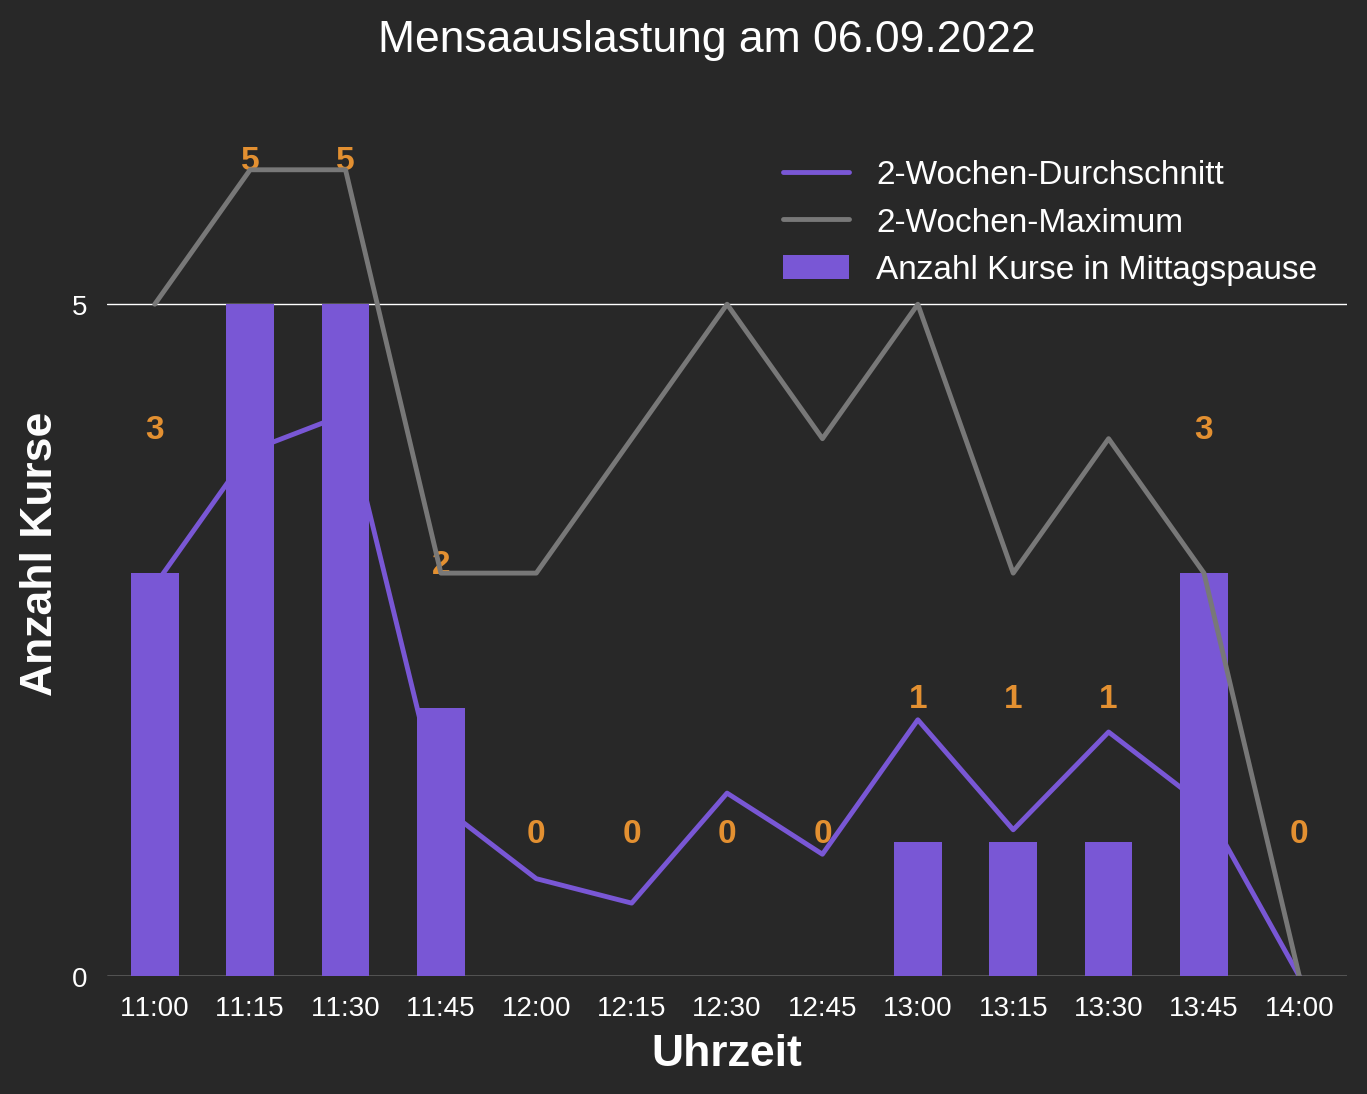 Mensaauslastung am 06.09.2022
5 5
2-Wochen-Durchschnitt
2-Wochen-Maximum
Anzahl Kurse in Mittagspause
5
3 3
Anzahl Kurse
2
1 1 1
0 0 0 0 0
0
11:00 11:15 11:30 11:45 12:00 12:15 12:30 12:45 13:00 13:15 13:30 13:45 14:00
Uhrzeit